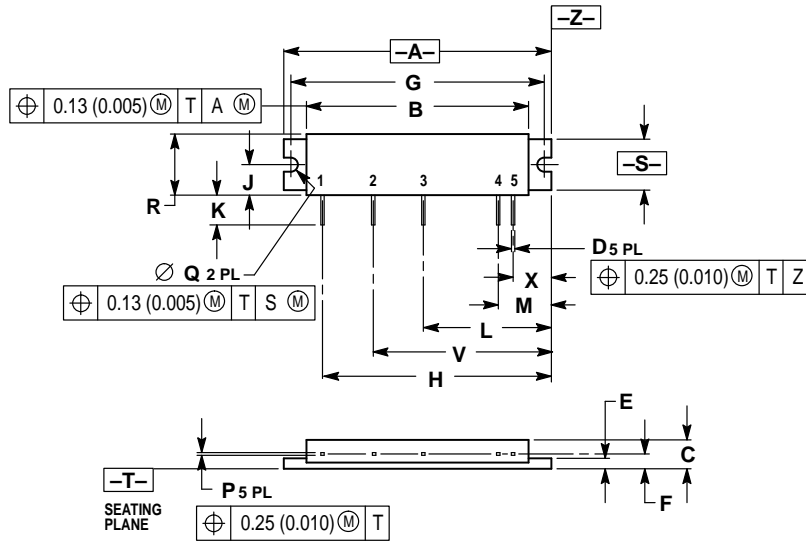 –Z–
–A–
G
⌖ 0.13 (0.005) Ⓜ T A Ⓜ
B
–S–
R
J
K
1 2 3 4 5
∅ Q 2 PL
D 5 PL
⌖ 0.13 (0.005) Ⓜ T S Ⓜ
X
⌖ 0.25 (0.010) Ⓜ T Z
M
L
V
H
E
C
F
–T–
SEATING
PLANE
P 5 PL
⌖ 0.25 (0.010) Ⓜ T